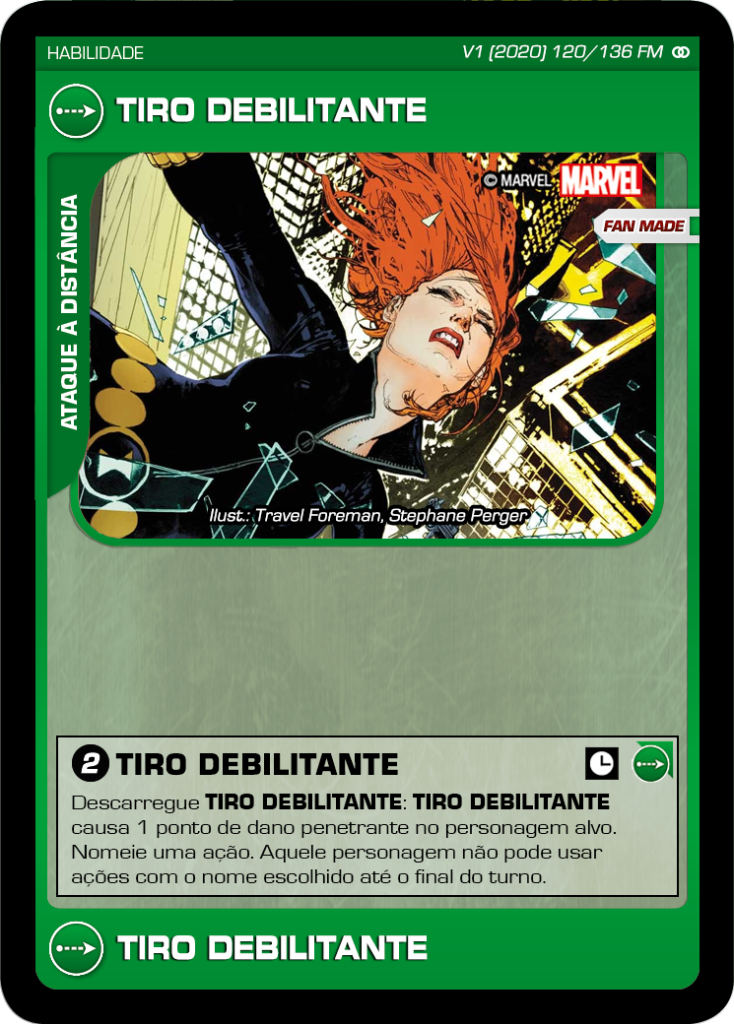 HABILIDADE
V1 (2020) 120/136 FM
TIRO DEBILITANTE
© MARVEL MARVEL
FAN MADE
ATAQUE À DISTÂNCIA
Ilust.: Travel Foreman, Stephane Perger
2 TIRO DEBILITANTE
Descarregue TIRO DEBILITANTE: TIRO DEBILITANTE
causa 1 ponto de dano penetrante no personagem alvo.
Nomeie uma ação. Aquele personagem não pode usar
ações com o nome escolhido até o final do turno.
TIRO DEBILITANTE